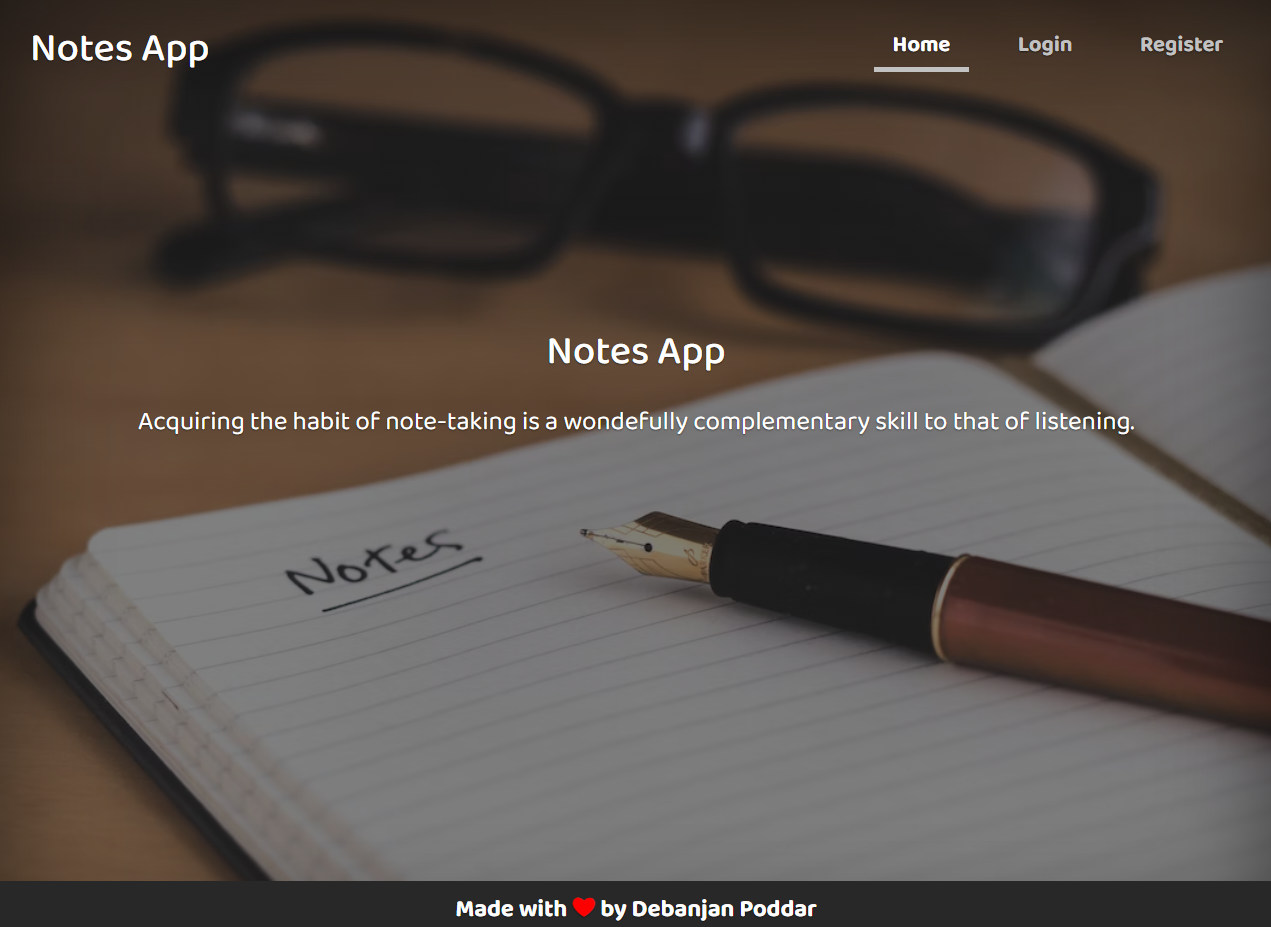 Notes App
Home Login Register
Notes App
Acquiring the habit of note-taking is a wondefully complementary skill to that of listening.
Notes
Made with ❤ by Debanjan Poddar